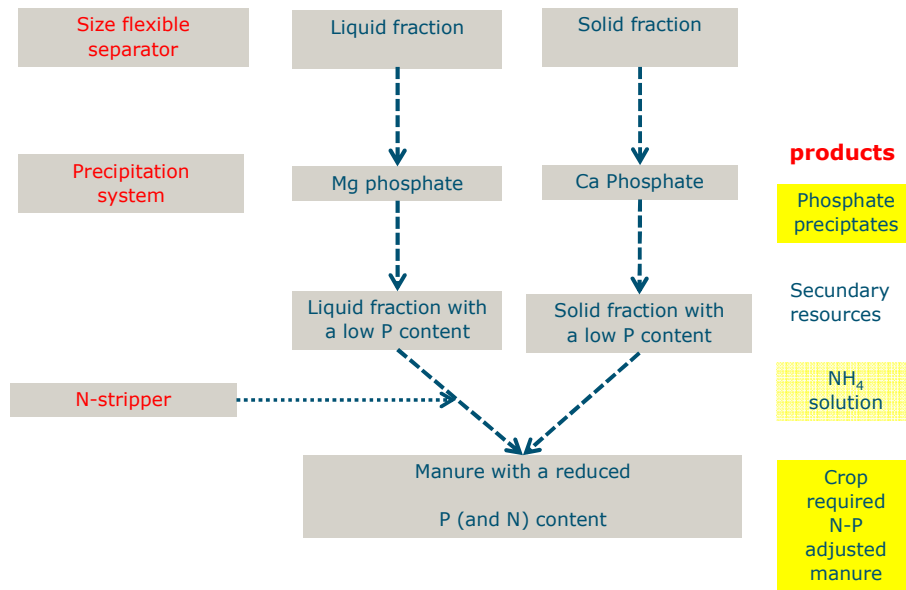 Size flexible
separator
Liquid fraction
Solid fraction
Precipitation
system
Mg phosphate
Ca Phosphate
products
Phosphate
preciptates
Liquid fraction with
a low P content
Solid fraction with
a low P content
Secundary
resources
N-stripper
NH₄
solution
Manure with a reduced
P (and N) content
Crop
required
N-P
adjusted
manure